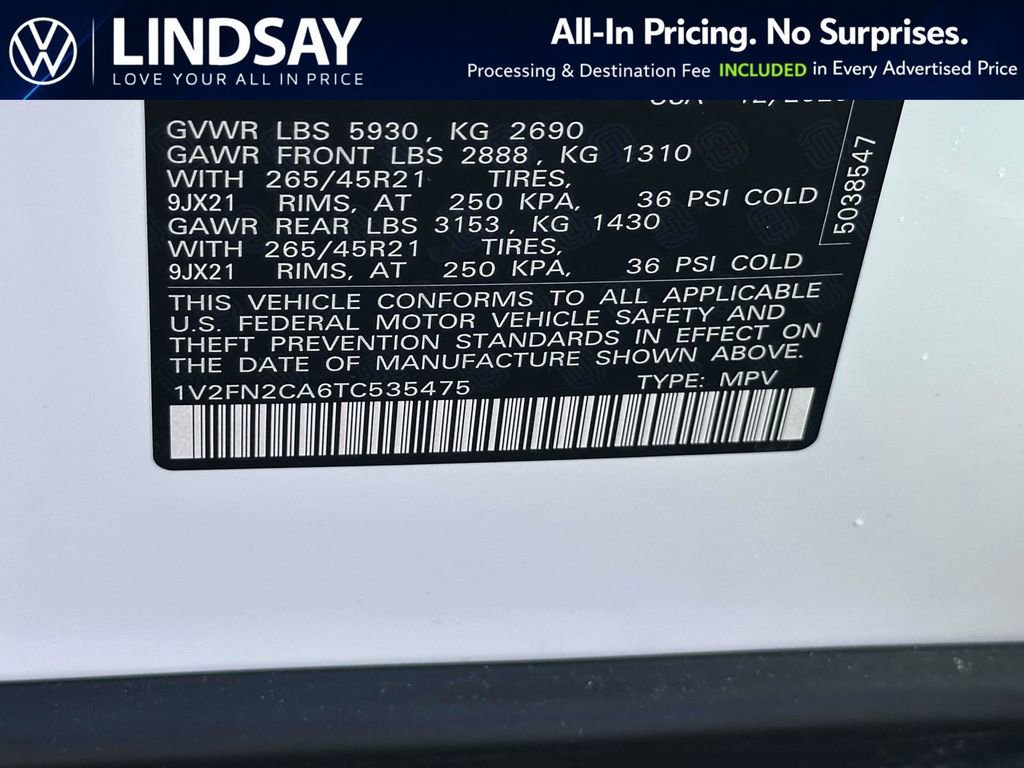 LINDSAY
LOVE YOUR ALL IN PRICE
All-In Pricing. No Surprises.
Processing & Destination Fee INCLUDED in Every Advertised Price
GVWR LBS 5930, KG 2690
GAWR FRONT LBS 2888, KG 1310
WITH 265/45R21 TIRES,
9JX21 RIMS, AT 250 KPA, 36 PSI COLD
GAWR REAR LBS 3153, KG 1430
WITH 265/45R21 TIRES,
9JX21 RIMS, AT 250 KPA, 36 PSI COLD
5038547
THIS VEHICLE CONFORMS TO ALL APPLICABLE
U.S. FEDERAL MOTOR VEHICLE SAFETY AND
THEFT PREVENTION STANDARDS IN EFFECT ON
THE DATE OF MANUFACTURE SHOWN ABOVE.
1V2FN2CA6TC535475 TYPE: MPV